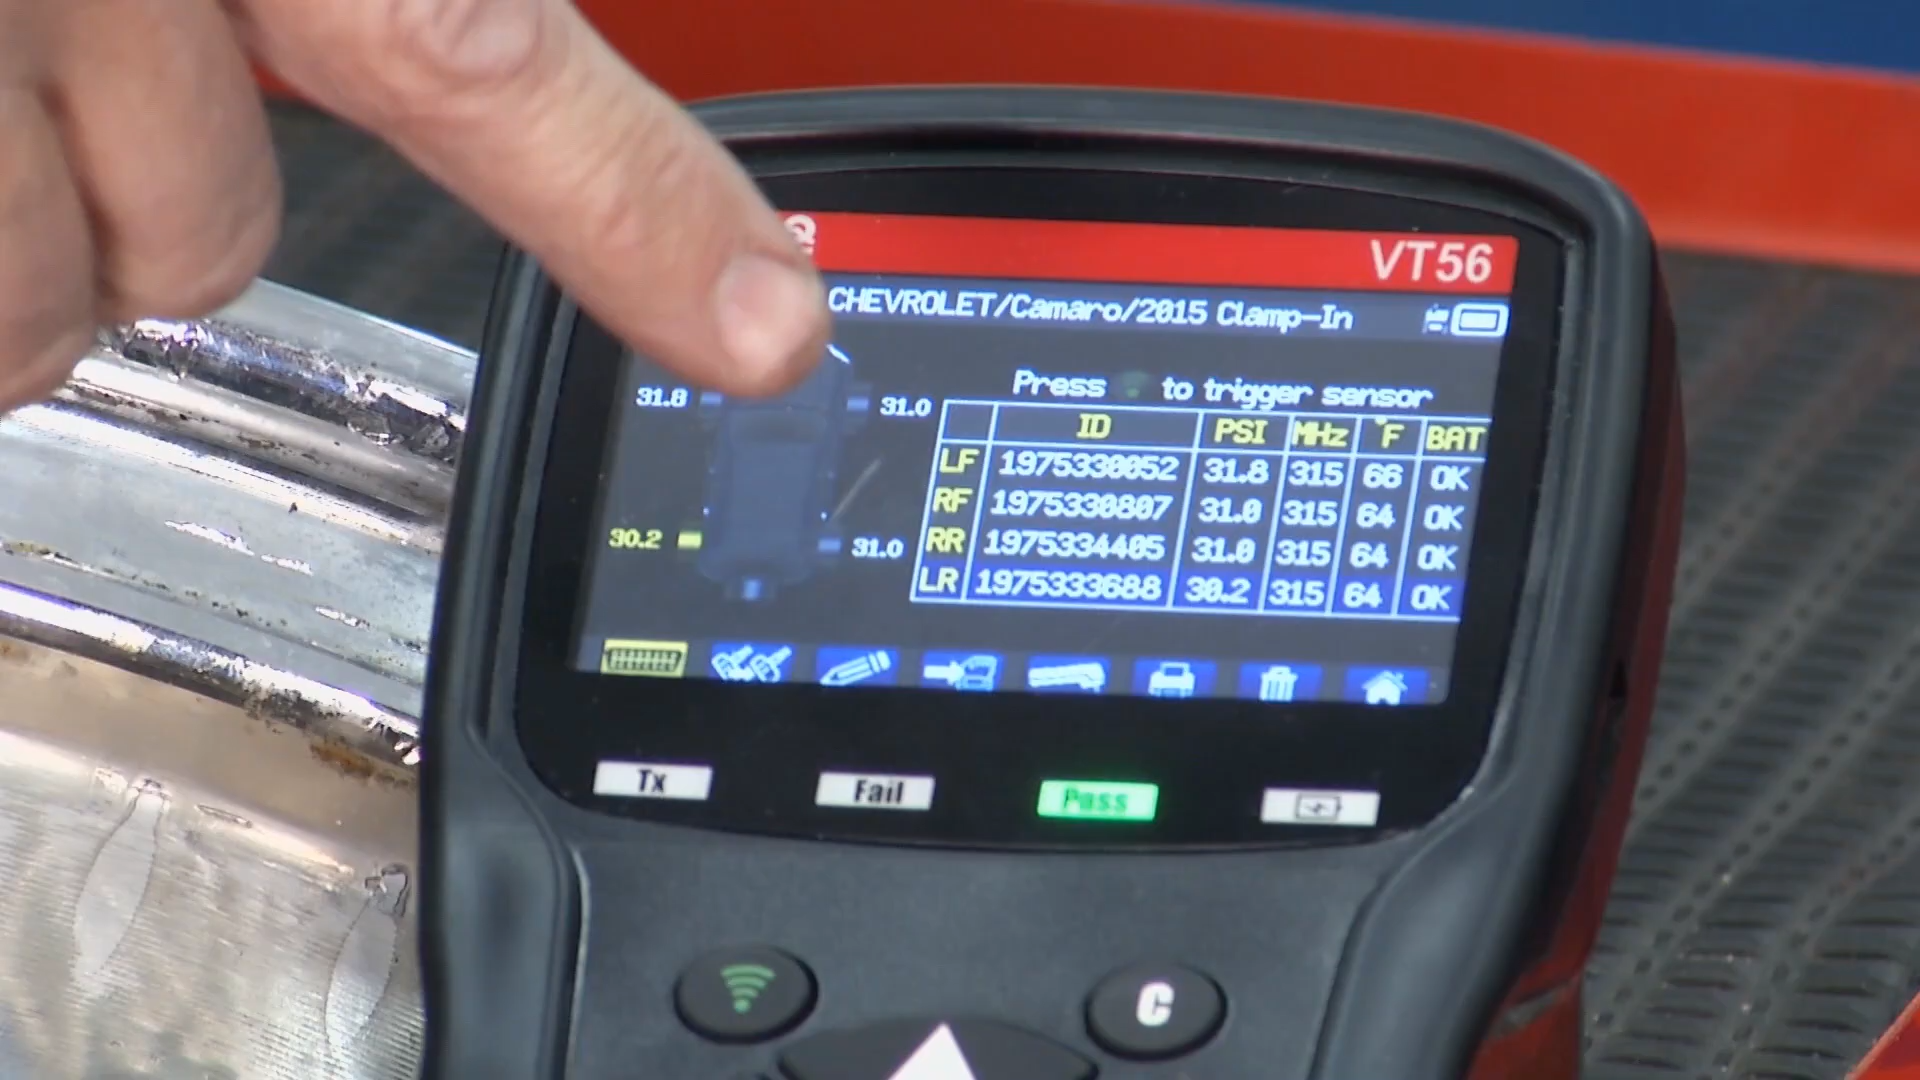 VT56
CHEVROLET/Camaro/2015 Clamp-In
Press to trigger sensor
31.8
31.0
30.2
31.0
ID PSI MHz °F BAT
LF 1975330052 31.8 315 66 OK
RF 1975330807 31.0 315 64 OK
RR 1975334405 31.0 315 64 OK
LR 1975333688 30.2 315 64 OK
Tx Fail Pass
C